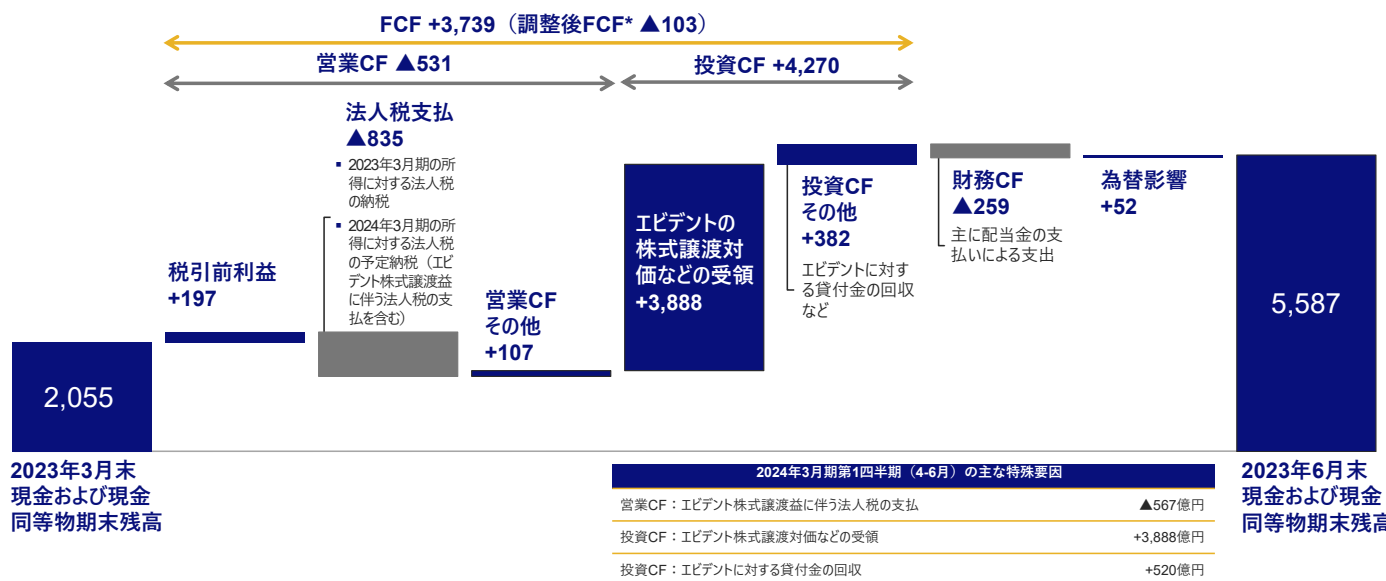 FCF +3,739（調整後FCF* ▲103）
営業CF ▲531
投資CF +4,270
法人税支払
▲835
▪ 2023年3月期の所
得に対する法人税
の納税
▪ 2024年3月期の所
得に対する法人税
の予定納税（エビ
デント株式譲渡益
に伴う法人税の支
払を含む）
税引前利益
+197
営業CF
その他
+107
エビデントの
株式譲渡対
価などの受領
+3,888
投資CF
その他
+382
エビデントに対す
る貸付金の回収
など
財務CF
▲259
主に配当金の支
払いによる支出
為替影響
+52
2,055
5,587
2023年3月末
現金および現金
同等物期末残高
2023年6月末
現金および現金
同等物期末残高
2024年3月期第1四半期（4-6月）の主な特殊要因
営業CF：エビデント株式譲渡益に伴う法人税の支払 ▲567億円
投資CF：エビデント株式譲渡対価などの受領 +3,888億円
投資CF：エビデントに対する貸付金の回収 +520億円